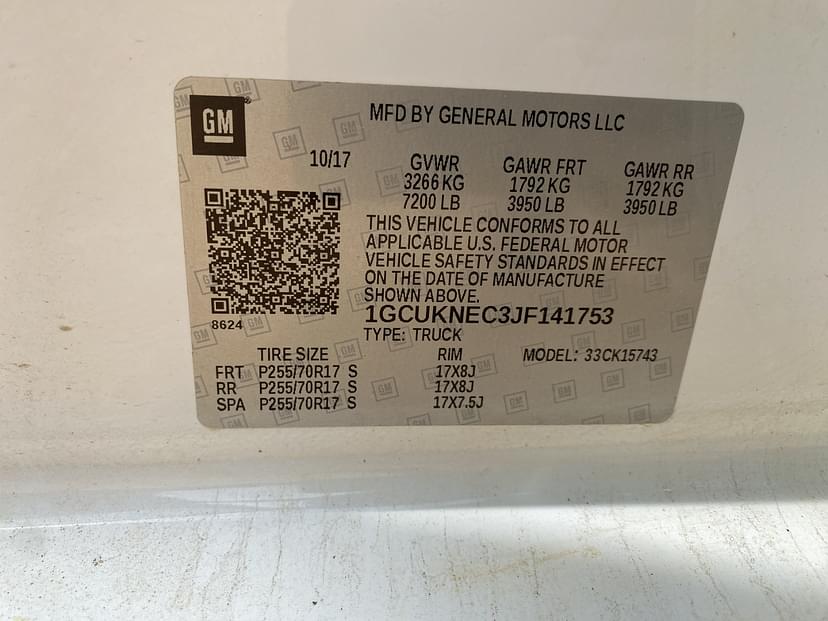 GM
MFD BY GENERAL MOTORS LLC
10/17 GVWR GAWR FRT GAWR RR
3266 KG 1792 KG 1792 KG
7200 LB 3950 LB 3950 LB
THIS VEHICLE CONFORMS TO ALL
APPLICABLE U.S. FEDERAL MOTOR
VEHICLE SAFETY STANDARDS IN EFFECT
ON THE DATE OF MANUFACTURE
SHOWN ABOVE.
8624 1GCUKNEC3JF141753
TYPE: TRUCK
TIRE SIZE RIM MODEL: 33CK15743
FRT P255/70R17 S 17X8J
RR P255/70R17 S 17X8J
SPA P255/70R17 S 17X7.5J